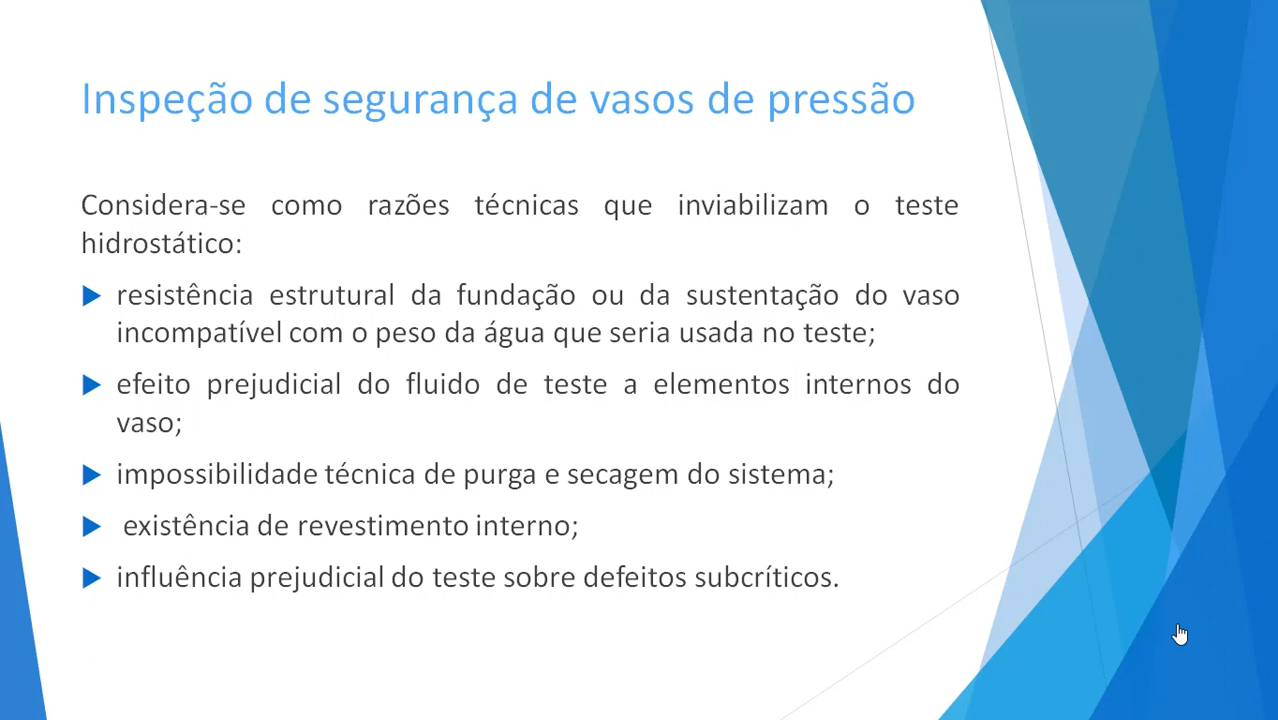 Inspeção de segurança de vasos de pressão
Considera-se como razões técnicas que inviabilizam o teste
hidrostático:
resistência estrutural da fundação ou da sustentação do vaso
incompatível com o peso da água que seria usada no teste;
efeito prejudicial do fluido de teste a elementos internos do
vaso;
impossibilidade técnica de purga e secagem do sistema;
existência de revestimento interno;
influência prejudicial do teste sobre defeitos subcríticos.